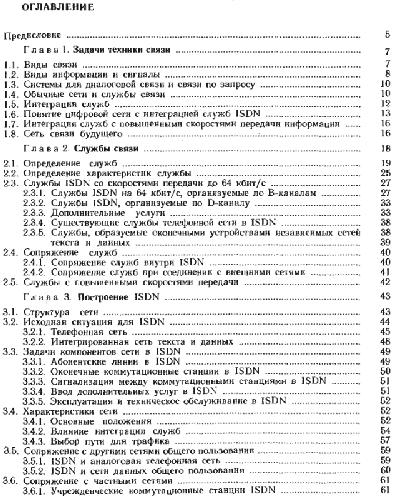 ОГЛАВЛЕНИЕ
Предисловие 5
Глава 1. Задачи техники связи 7
1.1. Виды связи 7
1.2. Виды информации и сигналы 8
1.3. Системы для диалоговой связи и связи по запросу 10
1.4. Обычные сети и службы связи 10
1.5. Интеграция служб 12
1.6. Понятие цифровой сети с интеграцией служб ISDN 13
1.7. Интеграция служб с повышенными скоростями передачи информации 16
1.8. Сеть связи будущего 16
Глава 2. Службы связи 18
2.1. Определение служб 19
2.2. Определение характеристик службы 25
2.3. Службы ISDN со скоростями передачи до 64 кбит/с 27
2.3.1. Службы ISDN на 64 кбит/с, организуемые по B-каналам 27
2.3.2. Службы ISDN, организуемые по D-каналу 33
2.3.3. Дополнительные услуги 33
2.3.4. Существующие службы телефонной сети в ISDN 38
2.3.5. Службы, образуемые оконечными устройствами независимых сетей 38
текста и данных 39
2.4. Сопряжение служб 40
2.4.1. Сопряжение служб внутри ISDN 40
2.4.2. Сопряжение служб при соединении с внешними сетями 41
2.5. Службы с повышенными скоростями передачи 42
Глава 3. Построение ISDN 43
3.1. Структура сети 43
3.2. Исходная ситуация для ISDN 44
3.2.1. Телефонная сеть 45
3.2.2. Интегрированная сеть текста и данных 48
3.3. Задачи компонентов сети в ISDN 49
3.3.1. Абонентские линии в ISDN 49
3.3.2. Оконечные коммутационные станции в ISDN 50
3.3.3. Сигнализация между коммутационными станциями в ISDN 51
3.3.4. Ввод дополнительных услуг в ISDN 51
3.3.5. Эксплуатация и техническое обслуживание в ISDN 52
3.4. Характеристики сети 52
3.4.1. Основные положения 52
3.4.2. Влияние интеграции служб 54
3.4.3. Выбор пути для трафика 57
3.5. Сопряжение с другими сетями общего пользования 59
3.5.1. ISDN и аналоговая телефонная сеть 59
3.5.2. ISDN и сети данных общего пользования 60
3.6. Сопряжение с частными сетями 61
3.6.1. Учрежденческие коммутационные станции ISDN 61